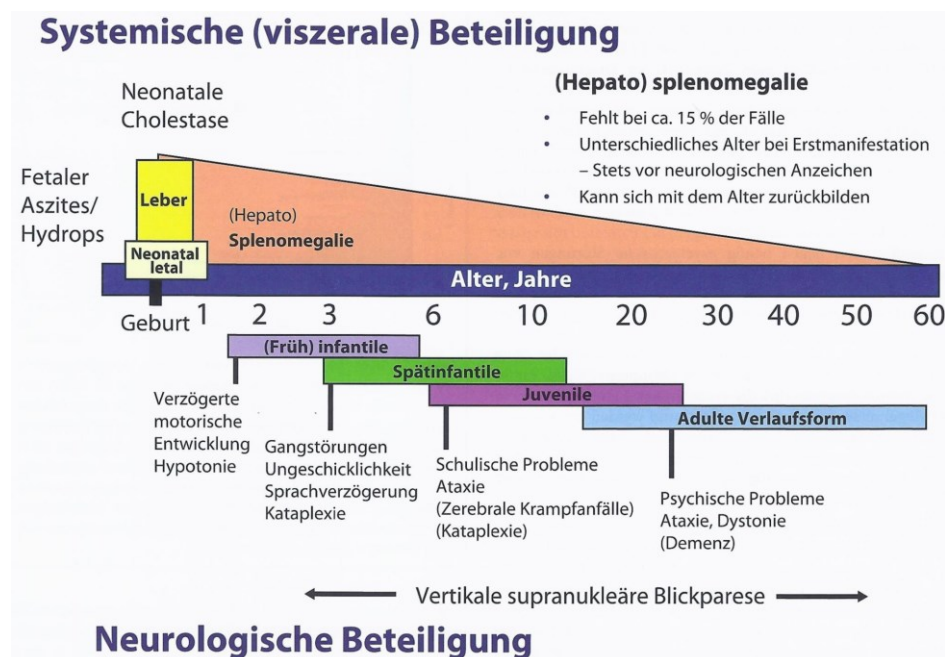 Systemische (viszerale) Beteiligung
Neonatale
Cholestase
(Hepato) splenomegalie
• Fehlt bei ca. 15 % der Fälle
• Unterschiedliches Alter bei Erstmanifestation
– Stets vor neurologischen Anzeichen
• Kann sich mit dem Alter zurückbilden
Fetaler
Aszites/
Hydrops
Leber
(Hepato)
Splenomegalie
Neonatal
letal
Alter, Jahre
Geburt 1 2 3 6 10 20 30 40 50 60
(Früh) infantile
Spätinfantile
Juvenile
Adulte Verlaufsform
Verzögerte
motorische
Entwicklung
Hypotonie
Gangstörungen
Ungeschicklichkeit
Sprachverzögerung
Kataplexie
Schulische Probleme
Ataxie
(Zerebrale Krampfanfälle)
(Kataplexie)
Psychische Probleme
Ataxie, Dystonie
(Demenz)
Vertikale supranukleäre Blickparese
Neurologische Beteiligung